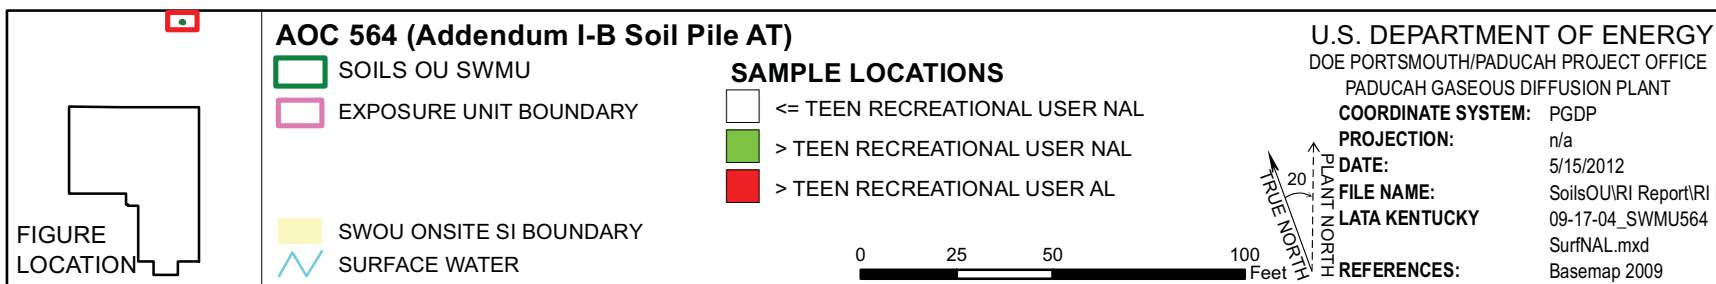 FIGURE
LOCATION
AOC 564 (Addendum I-B Soil Pile AT)
SOILS OU SWMU
EXPOSURE UNIT BOUNDARY
SWOU ONSITE SI BOUNDARY
SURFACE WATER
SAMPLE LOCATIONS
<= TEEN RECREATIONAL USER NAL
> TEEN RECREATIONAL USER NAL
> TEEN RECREATIONAL USER AL
0 25 50 100
Feet
TRUE NORTH
20
PLANT NORTH
U.S. DEPARTMENT OF ENERGY
DOE PORTSMOUTH/PADUCAH PROJECT OFFICE
PADUCAH GASEOUS DIFFUSION PLANT
COORDINATE SYSTEM: PGDP
PROJECTION: n/a
DATE: 5/15/2012
FILE NAME: SoilsOU\RI Report\RI
LATA KENTUCKY 09-17-04_SWMU564
SurfNAL.mxd
REFERENCES: Basemap 2009